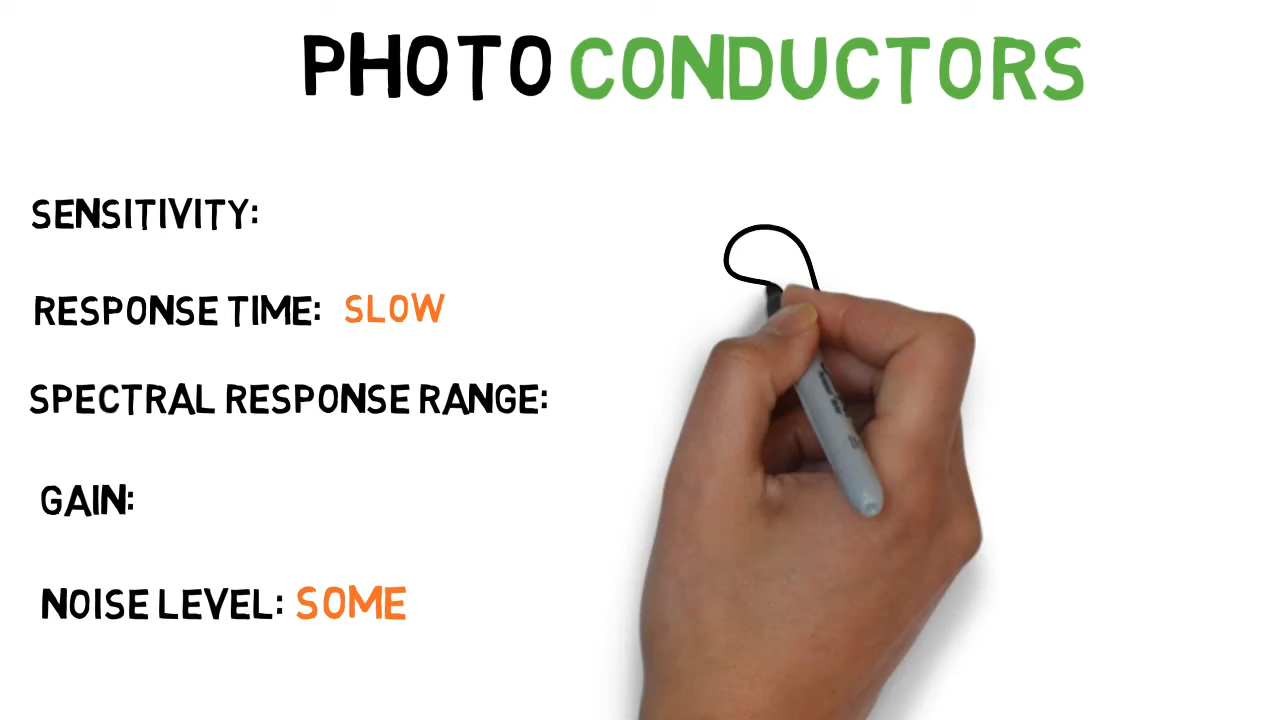 PHOTO CONDUCTORS
SENSITIVITY:
RESPONSE TIME: SLOW
SPECTRAL RESPONSE RANGE:
GAIN:
NOISE LEVEL: SOME